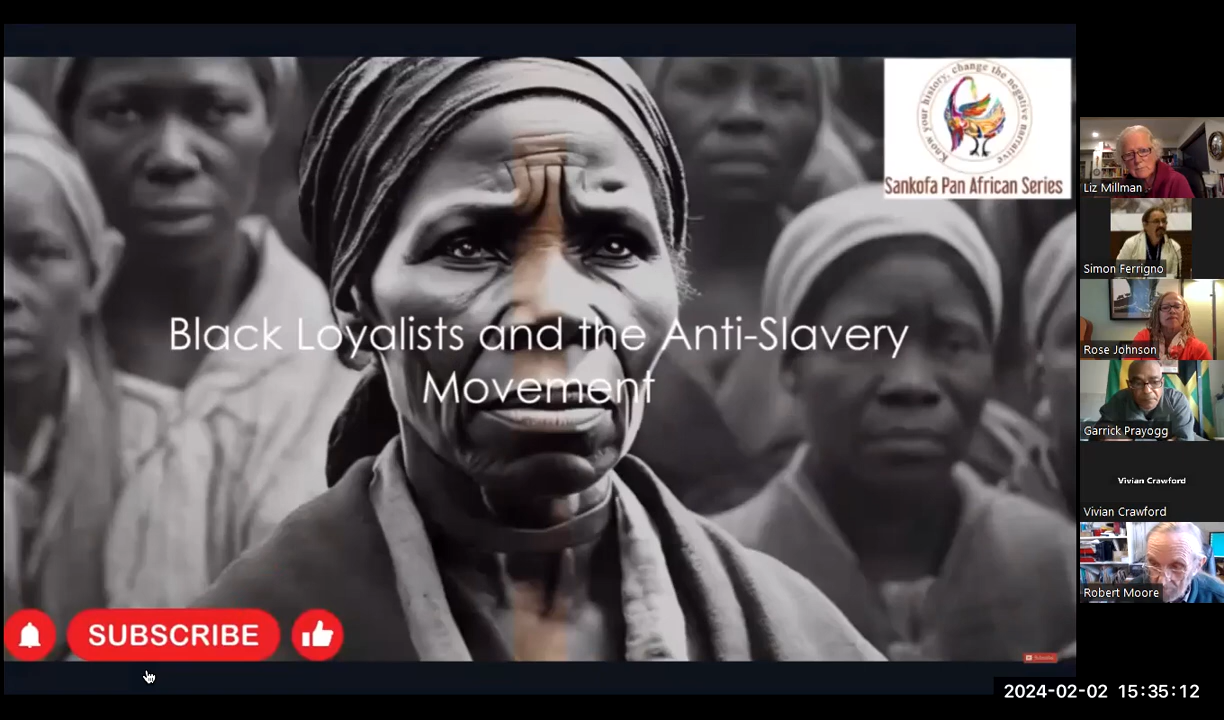 Know your history, change the negative narrative
Sankofa Pan African Series
Black Loyalists and the Anti-Slavery
Movement
SUBSCRIBE
Liz Millman
Simon Ferrigno
Rose Johnson
Garrick Prayogg
Vivian Crawford
Vivian Crawford
Robert Moore
2024-02-02 15:35:12